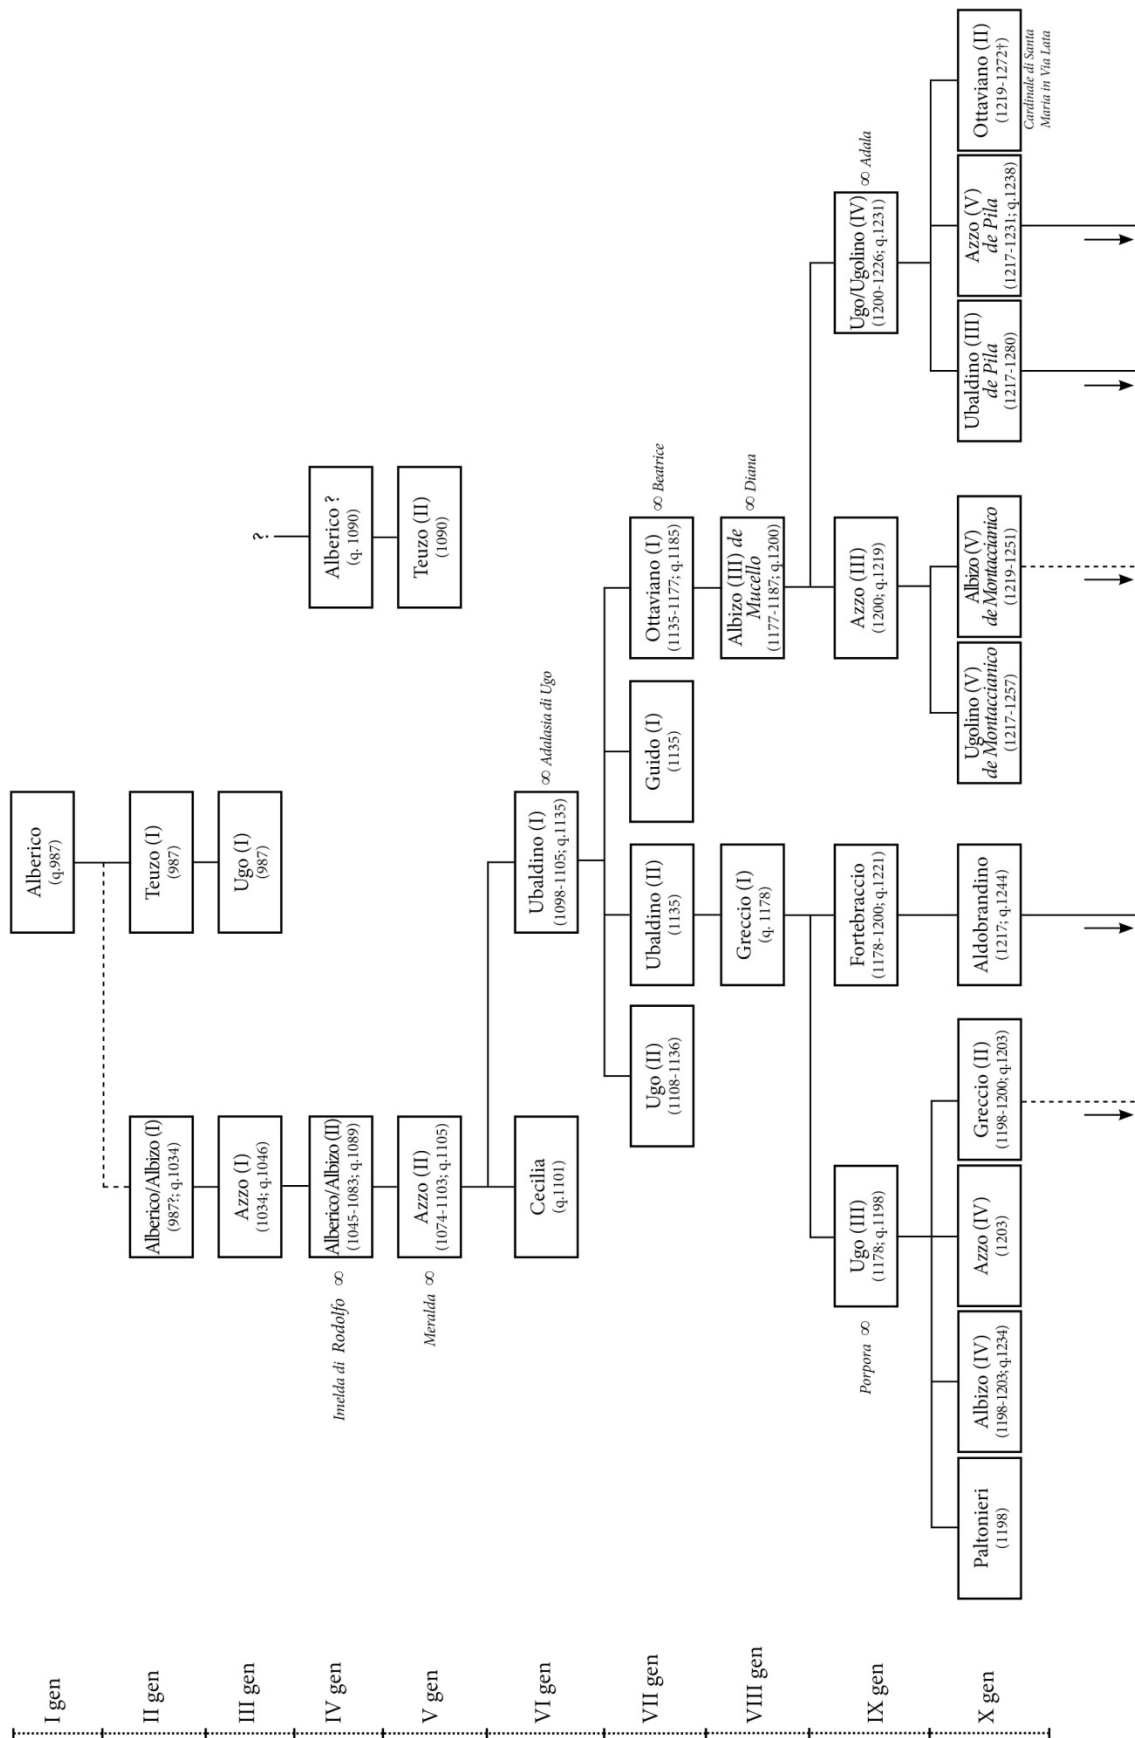 I gen
Alberico
(q.987)
II gen
Alberico/Albizo (I)
(987?; q.1034)
Teuzo (I)
(987)
III gen
Azzo (I)
(1034; q.1046)
Ugo (I)
(987)
?
IV gen
Imelda di Rodolfo ∞
Alberico/Albizo (II)
(1045-1083; q.1089)
Alberico ?
(q. 1090)
V gen
Meralda ∞
Azzo (II)
(1074-1103; q.1105)
Teuzo (II)
(1090)
VI gen
Cecilia
(q.1101)
Ubaldino (I)
(1098-1105; q.1135)
∞ Adalasia di Ugo
VII gen
Ugo (II)
(1108-1136)
Ubaldino (II)
(1135)
Guido (I)
(1135)
Ottaviano (I)
(1135-1177; q.1185)
∞ Beatrice
VIII gen
Greccio (I)
(q. 1178)
Albizo (III) de
Mucello
(1177-1187; q.1200)
∞ Diana
IX gen
Porpora ∞
Ugo (III)
(1178; q.1198)
Fortebraccio
(1178-1200; q.1221)
Azzo (III)
(1200; q.1219)
Ugo/Ugolino (IV)
(1200-1226; q.1231)
∞ Adala
X gen
Paltonieri
(1198)
Albizo (IV)
(1198-1203; q.1234)
Azzo (IV)
(1203)
Greccio (II)
(1198-1200; q.1203)
Aldobrandino
(1217; q.1244)
Ugolino (V)
de Montaccianico
(1217-1257)
Albizo (V)
de Montaccianico
(1219-1251)
Ubaldino (III)
de Pila
(1217-1280)
Azzo (V)
de Pila
(1217-1231; q.1238)
Ottaviano (II)
(1219-1272†)
Cardinale di Santa
Maria in Via Lata